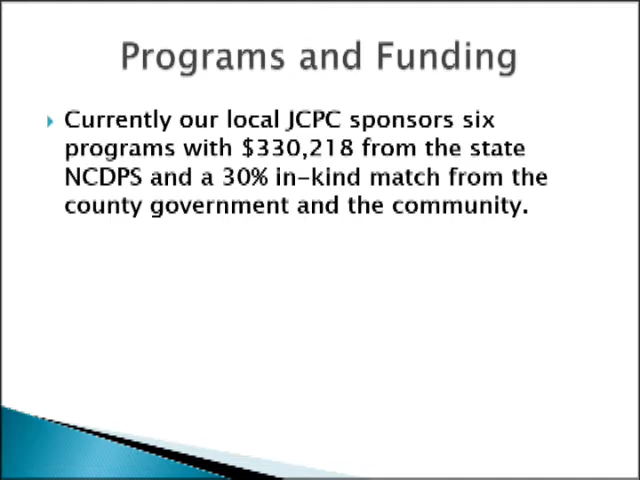 Programs and Funding
Currently our local JCPC sponsors six
programs with $330,218 from the state
NCDPS and a 30% in-kind match from the
county government and the community.